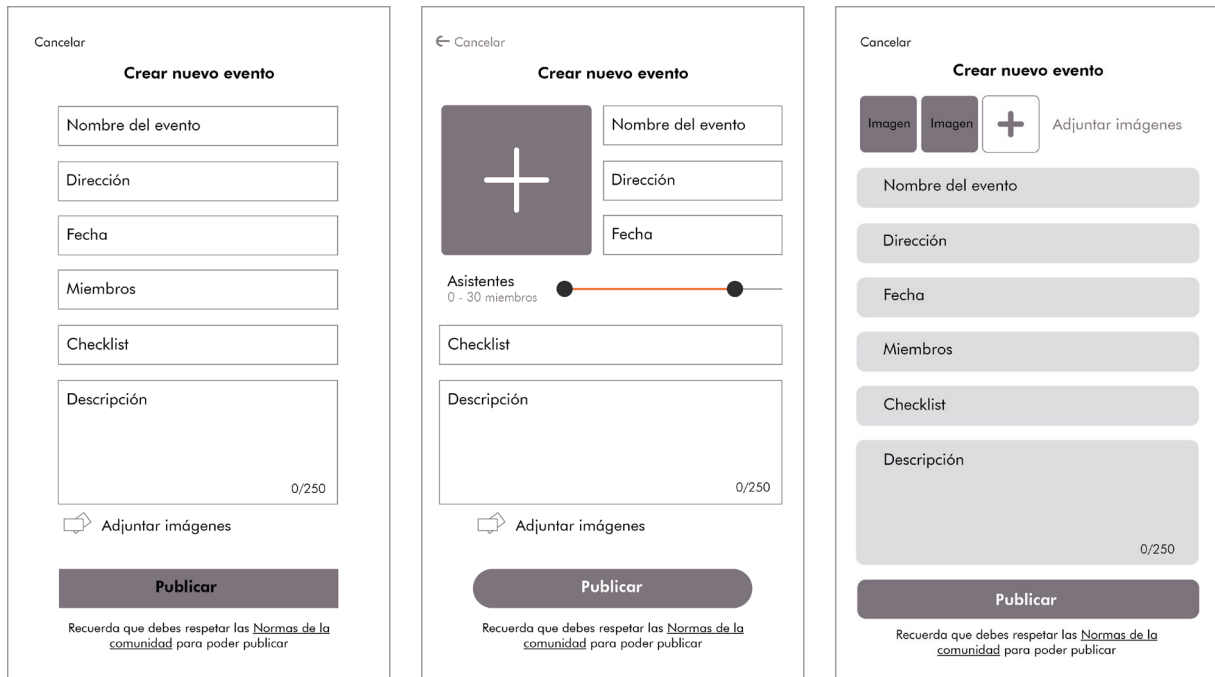 Cancelar
Crear nuevo evento
Nombre del evento
Dirección
Fecha
Miembros
Checklist
Descripción
0/250
Adjuntar imágenes
Publicar
Recuerda que debes respetar las Normas de la
comunidad para poder publicar
Cancelar
Crear nuevo evento
Nombre del evento
Dirección
Fecha
Asistentes
0 - 30 miembros
Checklist
Descripción
0/250
Adjuntar imágenes
Publicar
Recuerda que debes respetar las Normas de la
comunidad para poder publicar
Cancelar
Crear nuevo evento
Imagen Imagen Adjuntar imágenes
Nombre del evento
Dirección
Fecha
Miembros
Checklist
Descripción
0/250
Publicar
Recuerda que debes respetar las Normas de la
comunidad para poder publicar